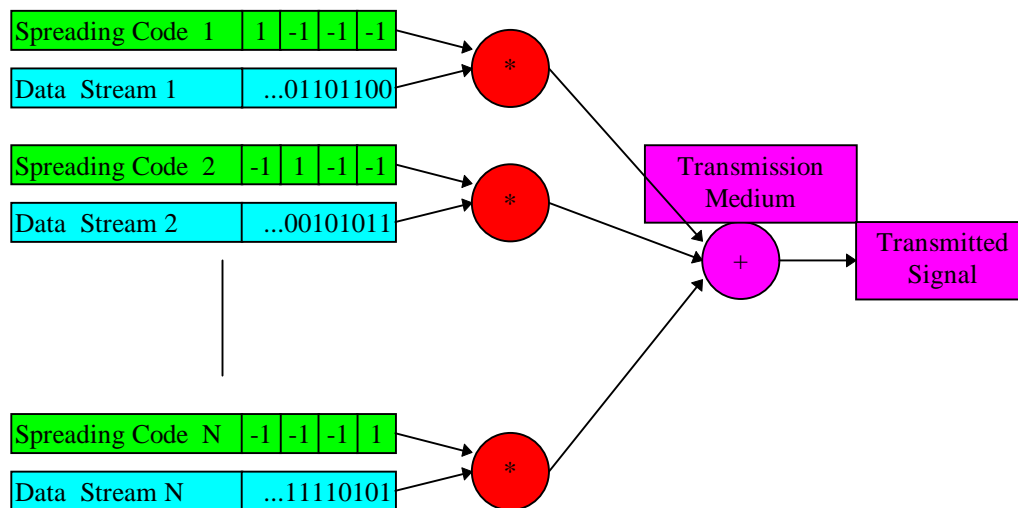 Spreading Code 1 1 -1 -1 -1
*
Data Stream 1 ...01101100
Spreading Code 2 -1 1 -1 -1
*
Data Stream 2 ...00101011
Transmission
Medium
+
Transmitted
Signal
Spreading Code N -1 -1 -1 1
*
Data Stream N ...11110101